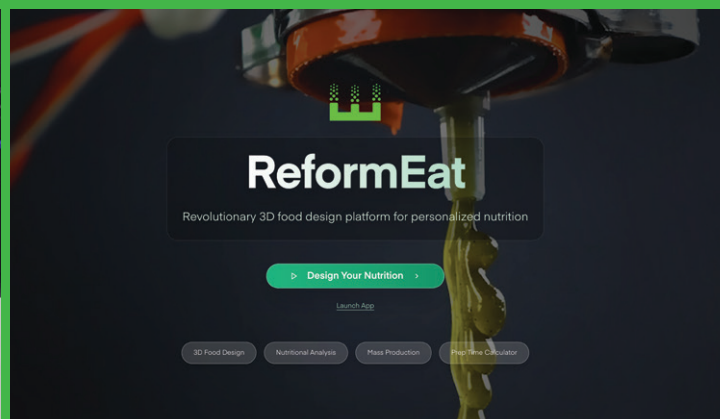 ReformEat
Revolutionary 3D food design platform for personalized nutrition
Design Your Nutrition
Launch App
3D Food Design
Nutritional Analysis
Mass Production
Prep Time Calculator